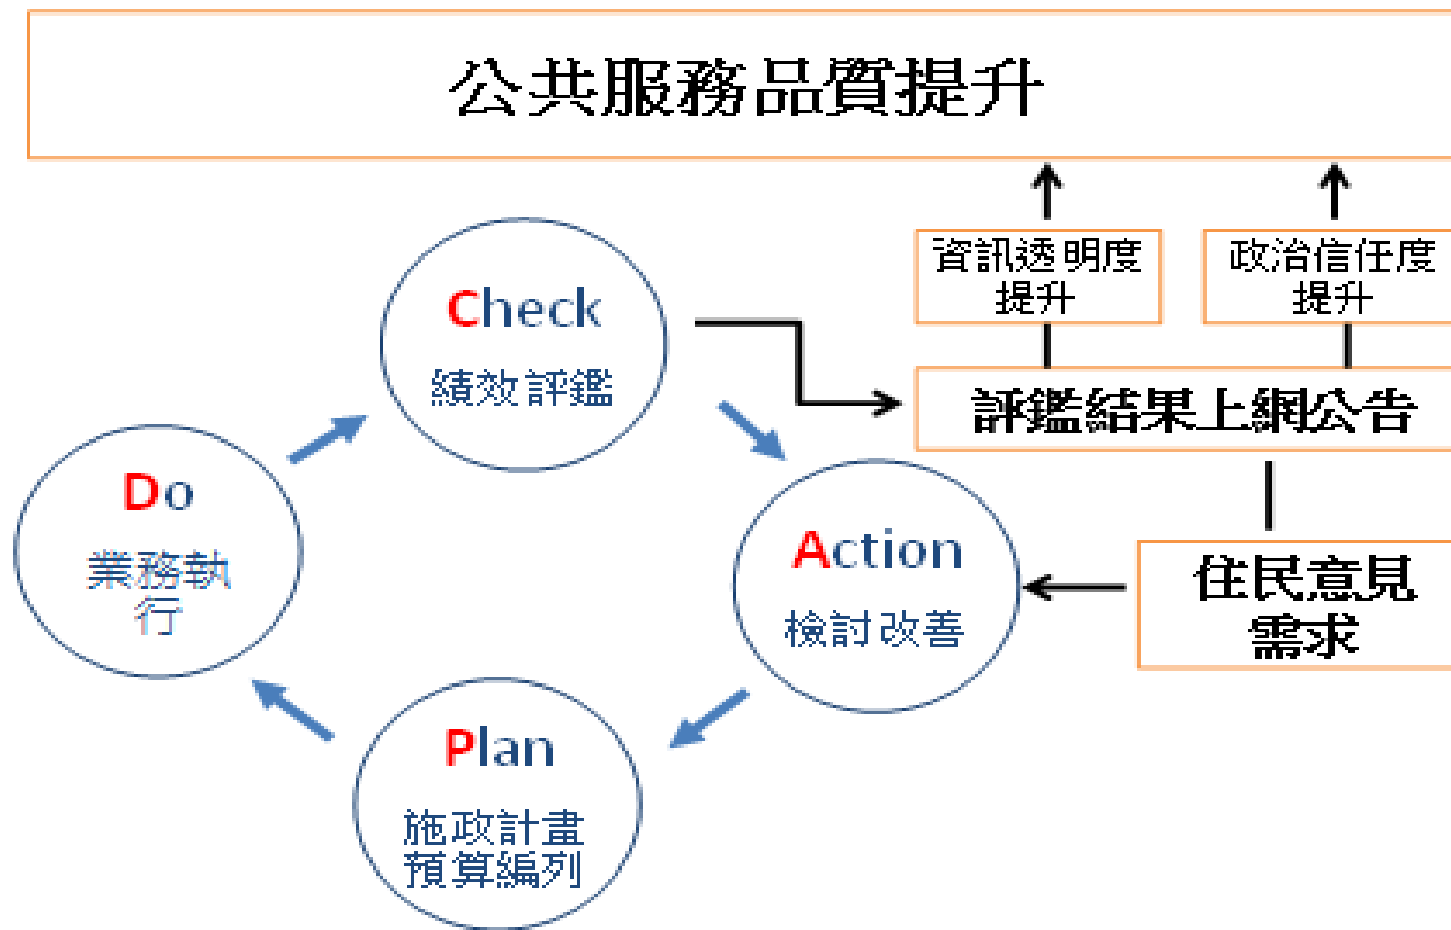 公共服務品質提升
資訊透明度
提升
政治信任度
提升
Check
績效評鑑
評鑑結果上網公告
Do
業務執
行
Action
檢討改善
住民意見
需求
Plan
施政計畫
預算編列